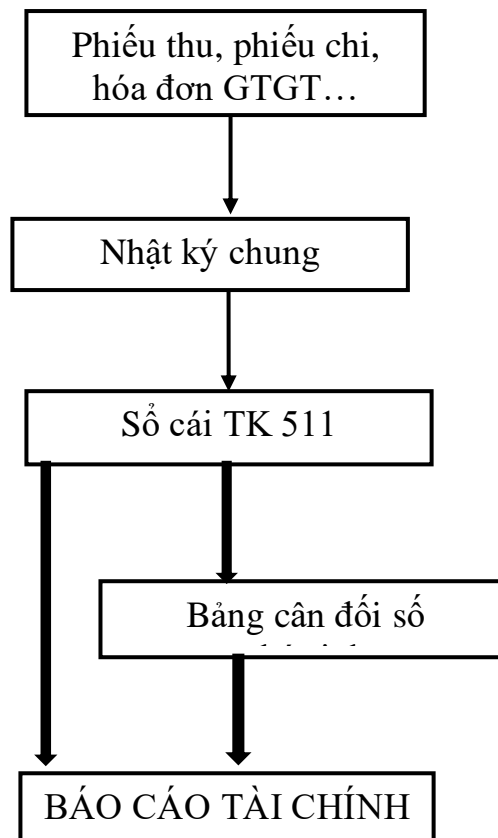 Phiếu thu, phiếu chi,
hóa đơn GTGT…
Nhật ký chung
Sổ cái TK 511
Bảng cân đối số
BÁO CÁO TÀI CHÍNH